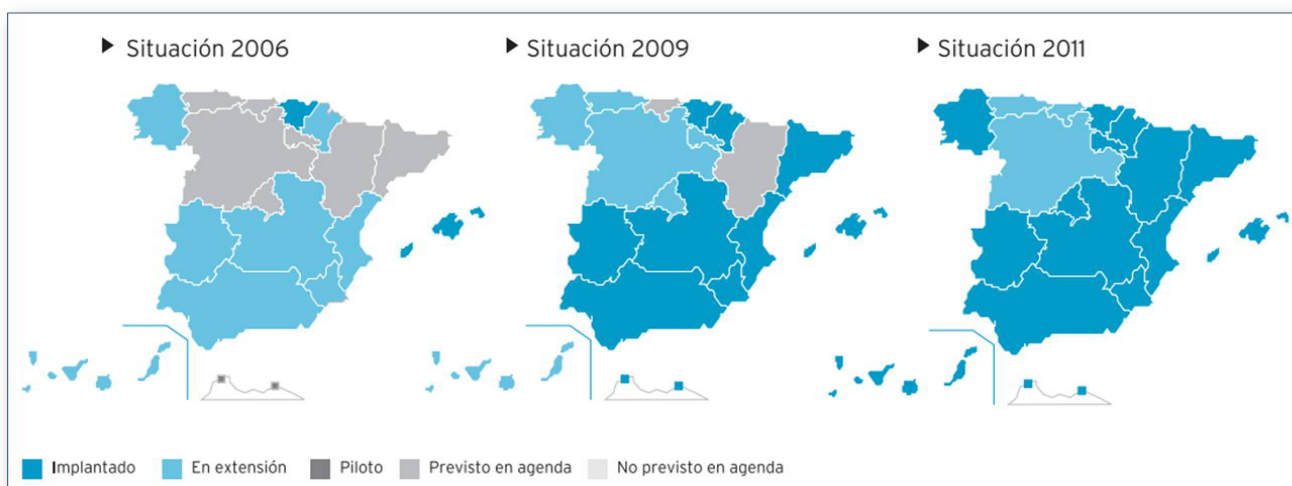 Situación 2006
Situación 2009
Situación 2011
Implantado
En extensión
Piloto
Previsto en agenda
No previsto en agenda